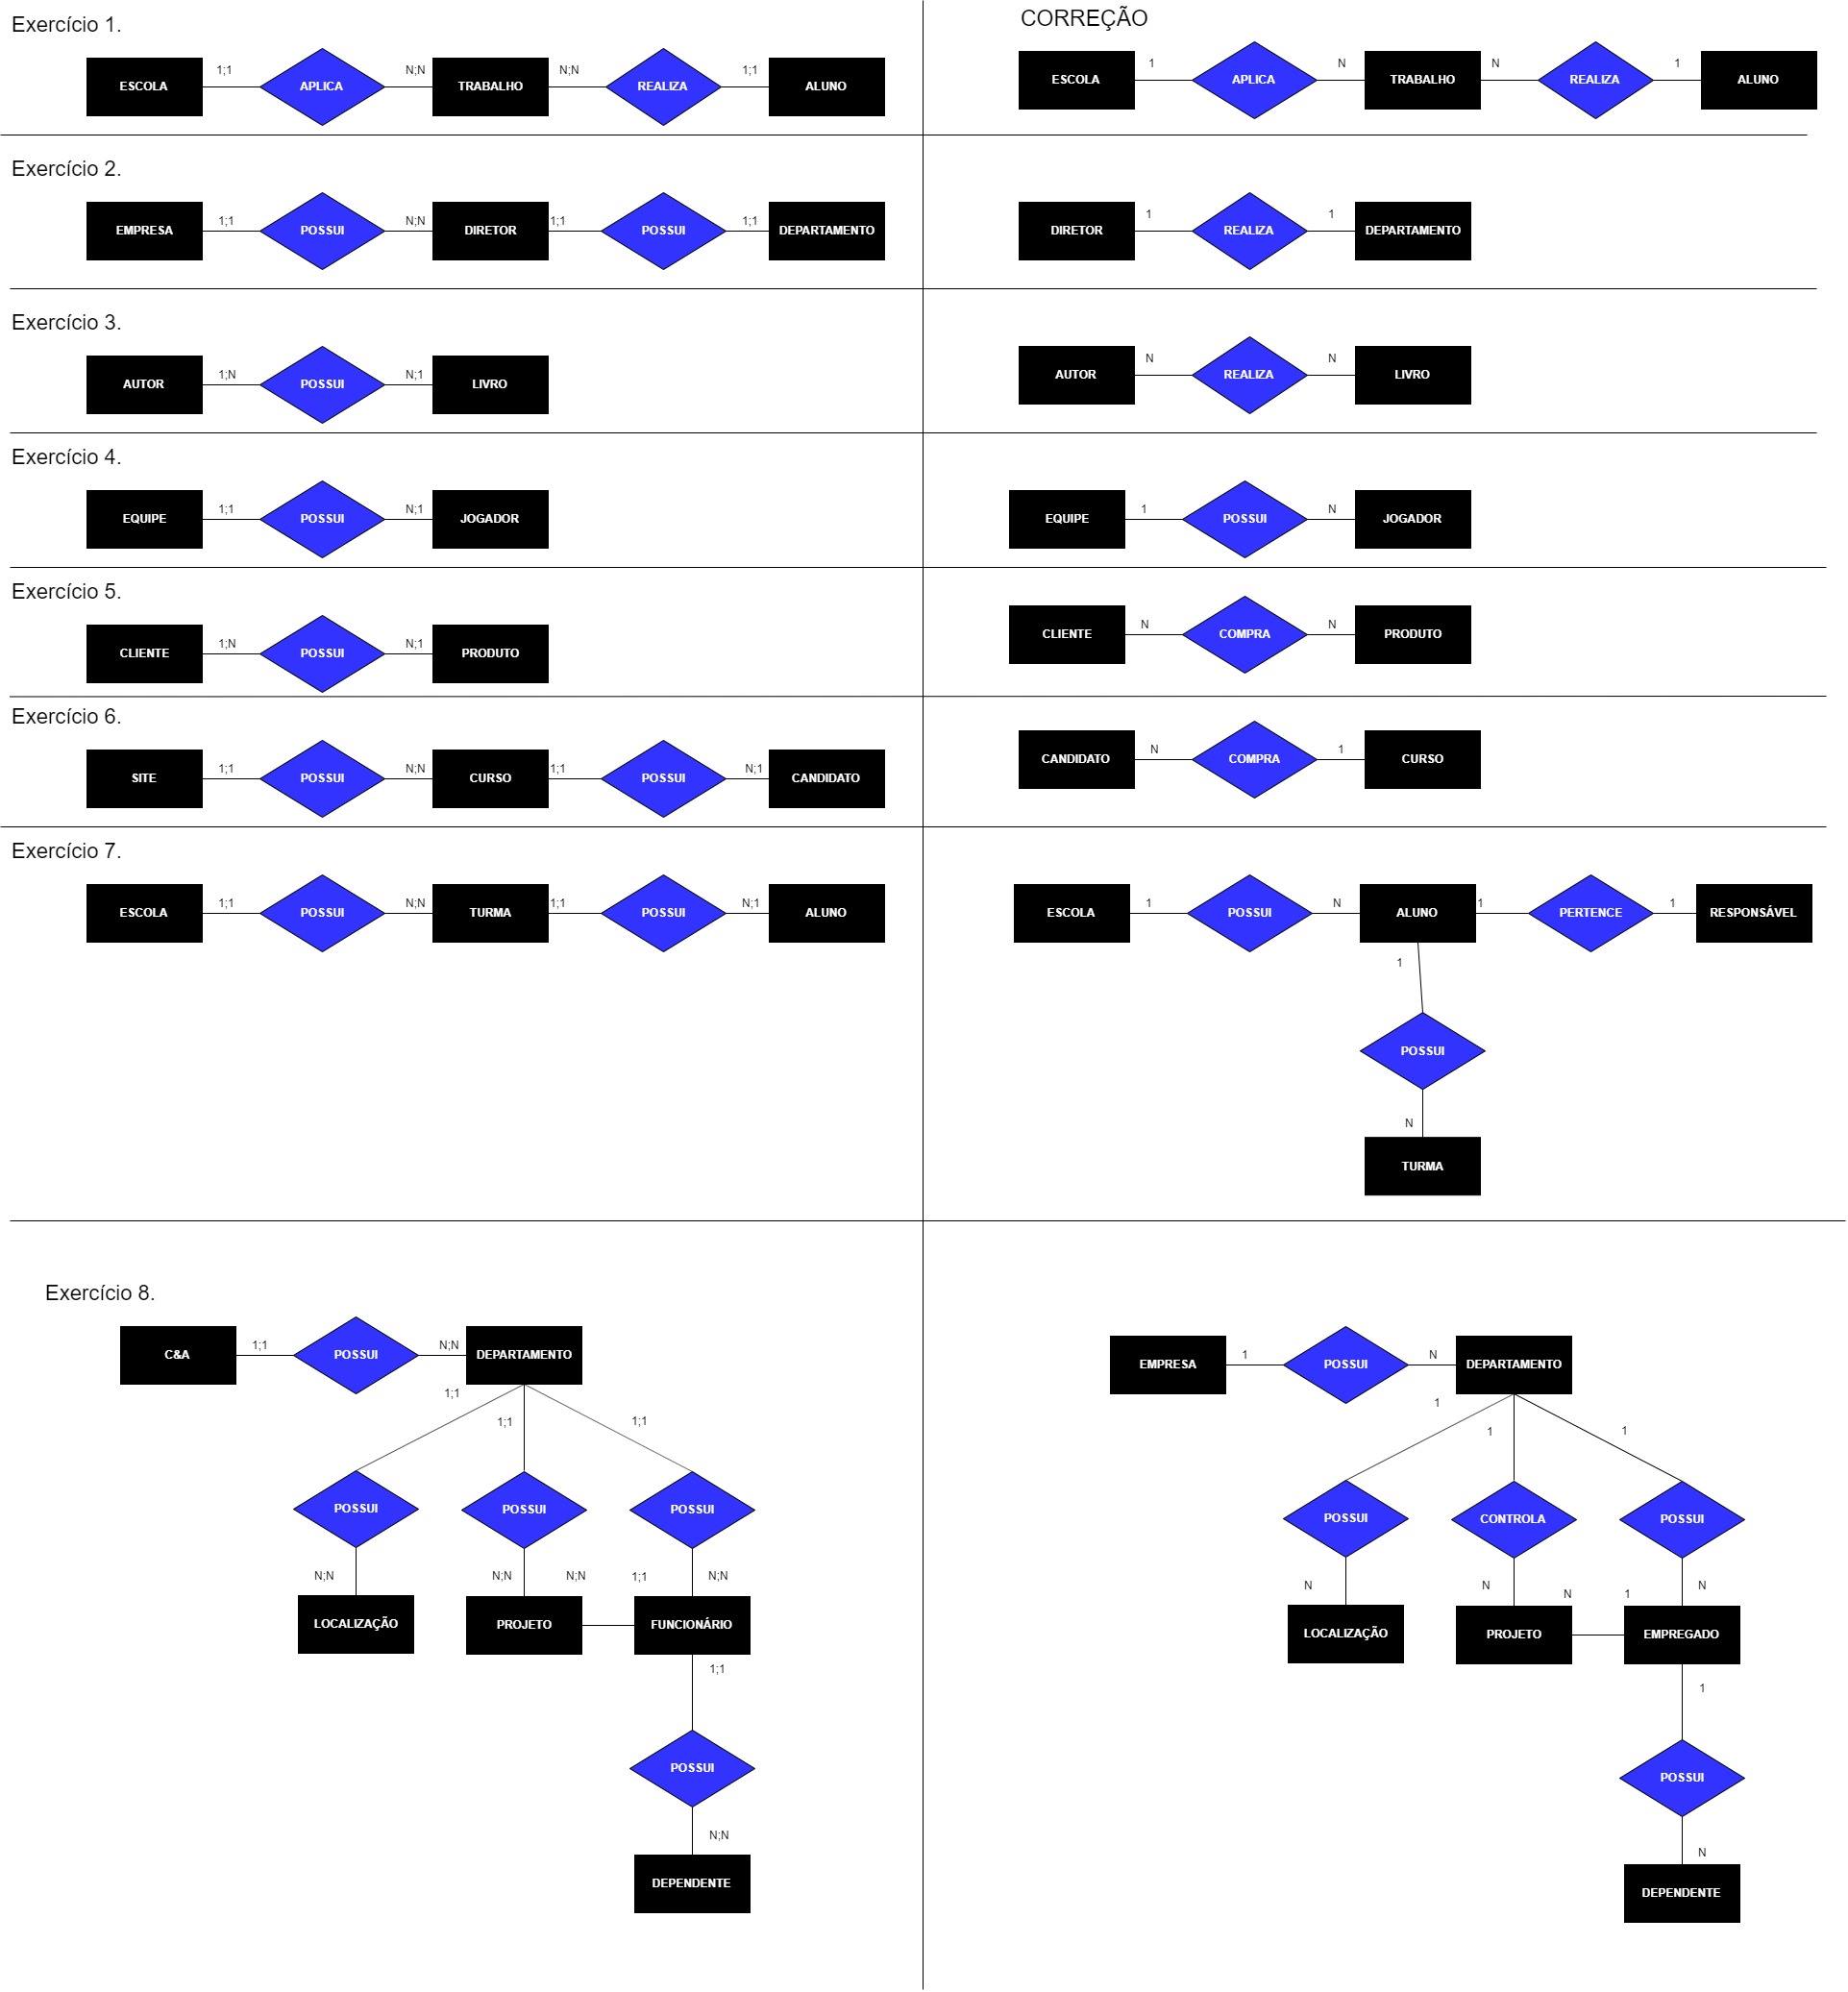 Exercício 1.
CORREÇÃO
ESCOLA 1;1 APLICA N;N TRABALHO N;N REALIZA 1;1 ALUNO
ESCOLA 1 APLICA N TRABALHO N REALIZA 1 ALUNO
Exercício 2.
EMPRESA 1;1 POSSUI N;N DIRETOR 1;1 POSSUI 1;1 DEPARTAMENTO
DIRETOR 1 REALIZA 1 DEPARTAMENTO
Exercício 3.
AUTOR 1;N POSSUI N;1 LIVRO
AUTOR N REALIZA N LIVRO
Exercício 4.
EQUIPE 1;1 POSSUI N;1 JOGADOR
EQUIPE 1 POSSUI N JOGADOR
Exercício 5.
CLIENTE 1;N POSSUI N;1 PRODUTO
CLIENTE N COMPRA N PRODUTO
Exercício 6.
SITE 1;1 POSSUI N;N CURSO 1;1 POSSUI N;1 CANDIDATO
CANDIDATO N COMPRA 1 CURSO
Exercício 7.
ESCOLA 1;1 POSSUI N;N TURMA 1;1 POSSUI N;1 ALUNO
ESCOLA 1 POSSUI N ALUNO 1 PERTENCE 1 RESPONSÁVEL
1
POSSUI
N
TURMA
Exercício 8.
C&A 1;1 POSSUI N;N DEPARTAMENTO
1;1 1;1 1;1
POSSUI POSSUI POSSUI
N;N N;N N;N 1;1 N;N
LOCALIZAÇÃO PROJETO FUNCIONÁRIO
1;1
POSSUI
N;N
DEPENDENTE
EMPRESA 1 POSSUI N DEPARTAMENTO
1 1 1
POSSUI CONTROLA POSSUI
N N N 1 N
LOCALIZAÇÃO PROJETO EMPREGADO
1
POSSUI
N
DEPENDENTE